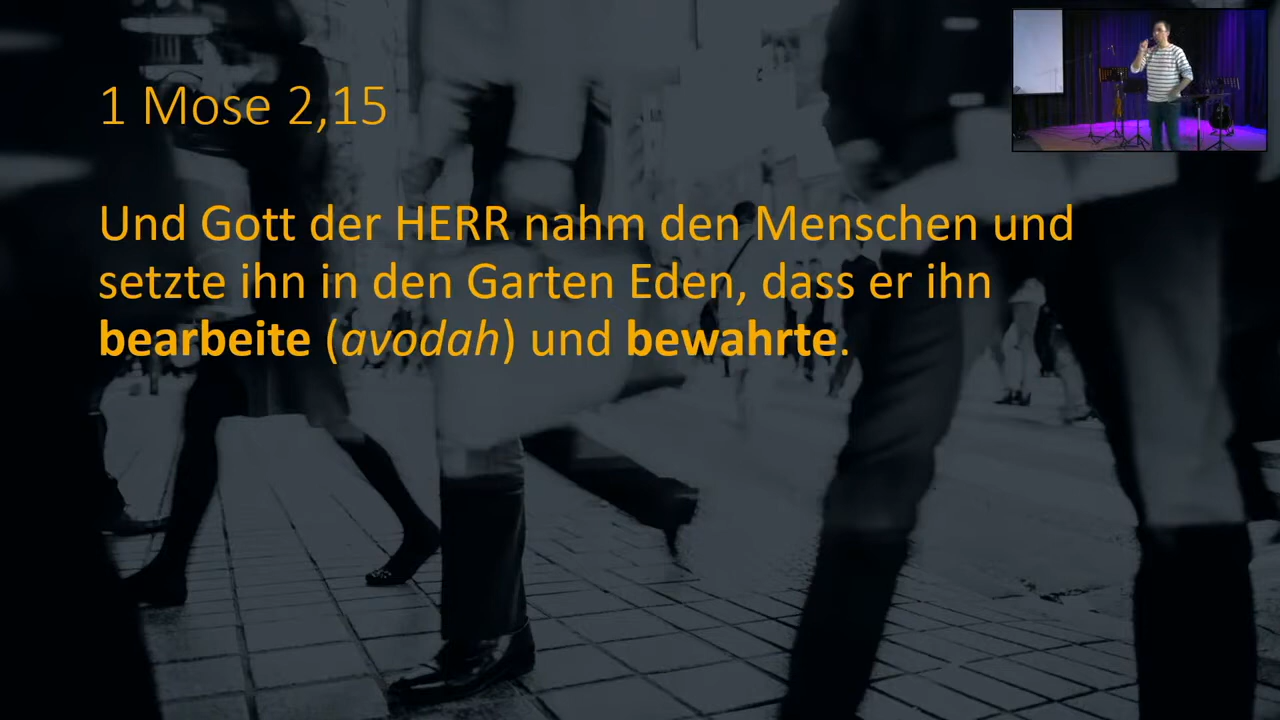 1 Mose 2,15
Und Gott der HERR nahm den Menschen und
setzte ihn in den Garten Eden, dass er ihn
bearbeite (avodah) und bewahrte.